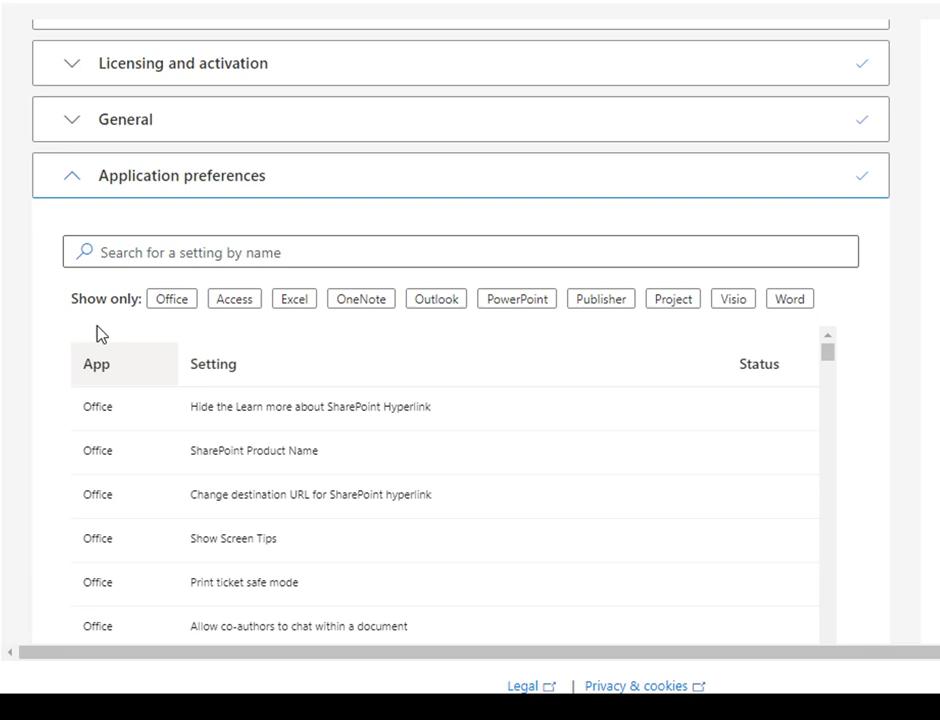 Licensing and activation
General
Application preferences
Search for a setting by name
Show only: Office Access Excel OneNote Outlook PowerPoint Publisher Project Visio Word
App Setting Status
Office Hide the Learn more about SharePoint Hyperlink
Office SharePoint Product Name
Office Change destination URL for SharePoint hyperlink
Office Show Screen Tips
Office Print ticket safe mode
Office Allow co-authors to chat within a document
Legal | Privacy & cookies